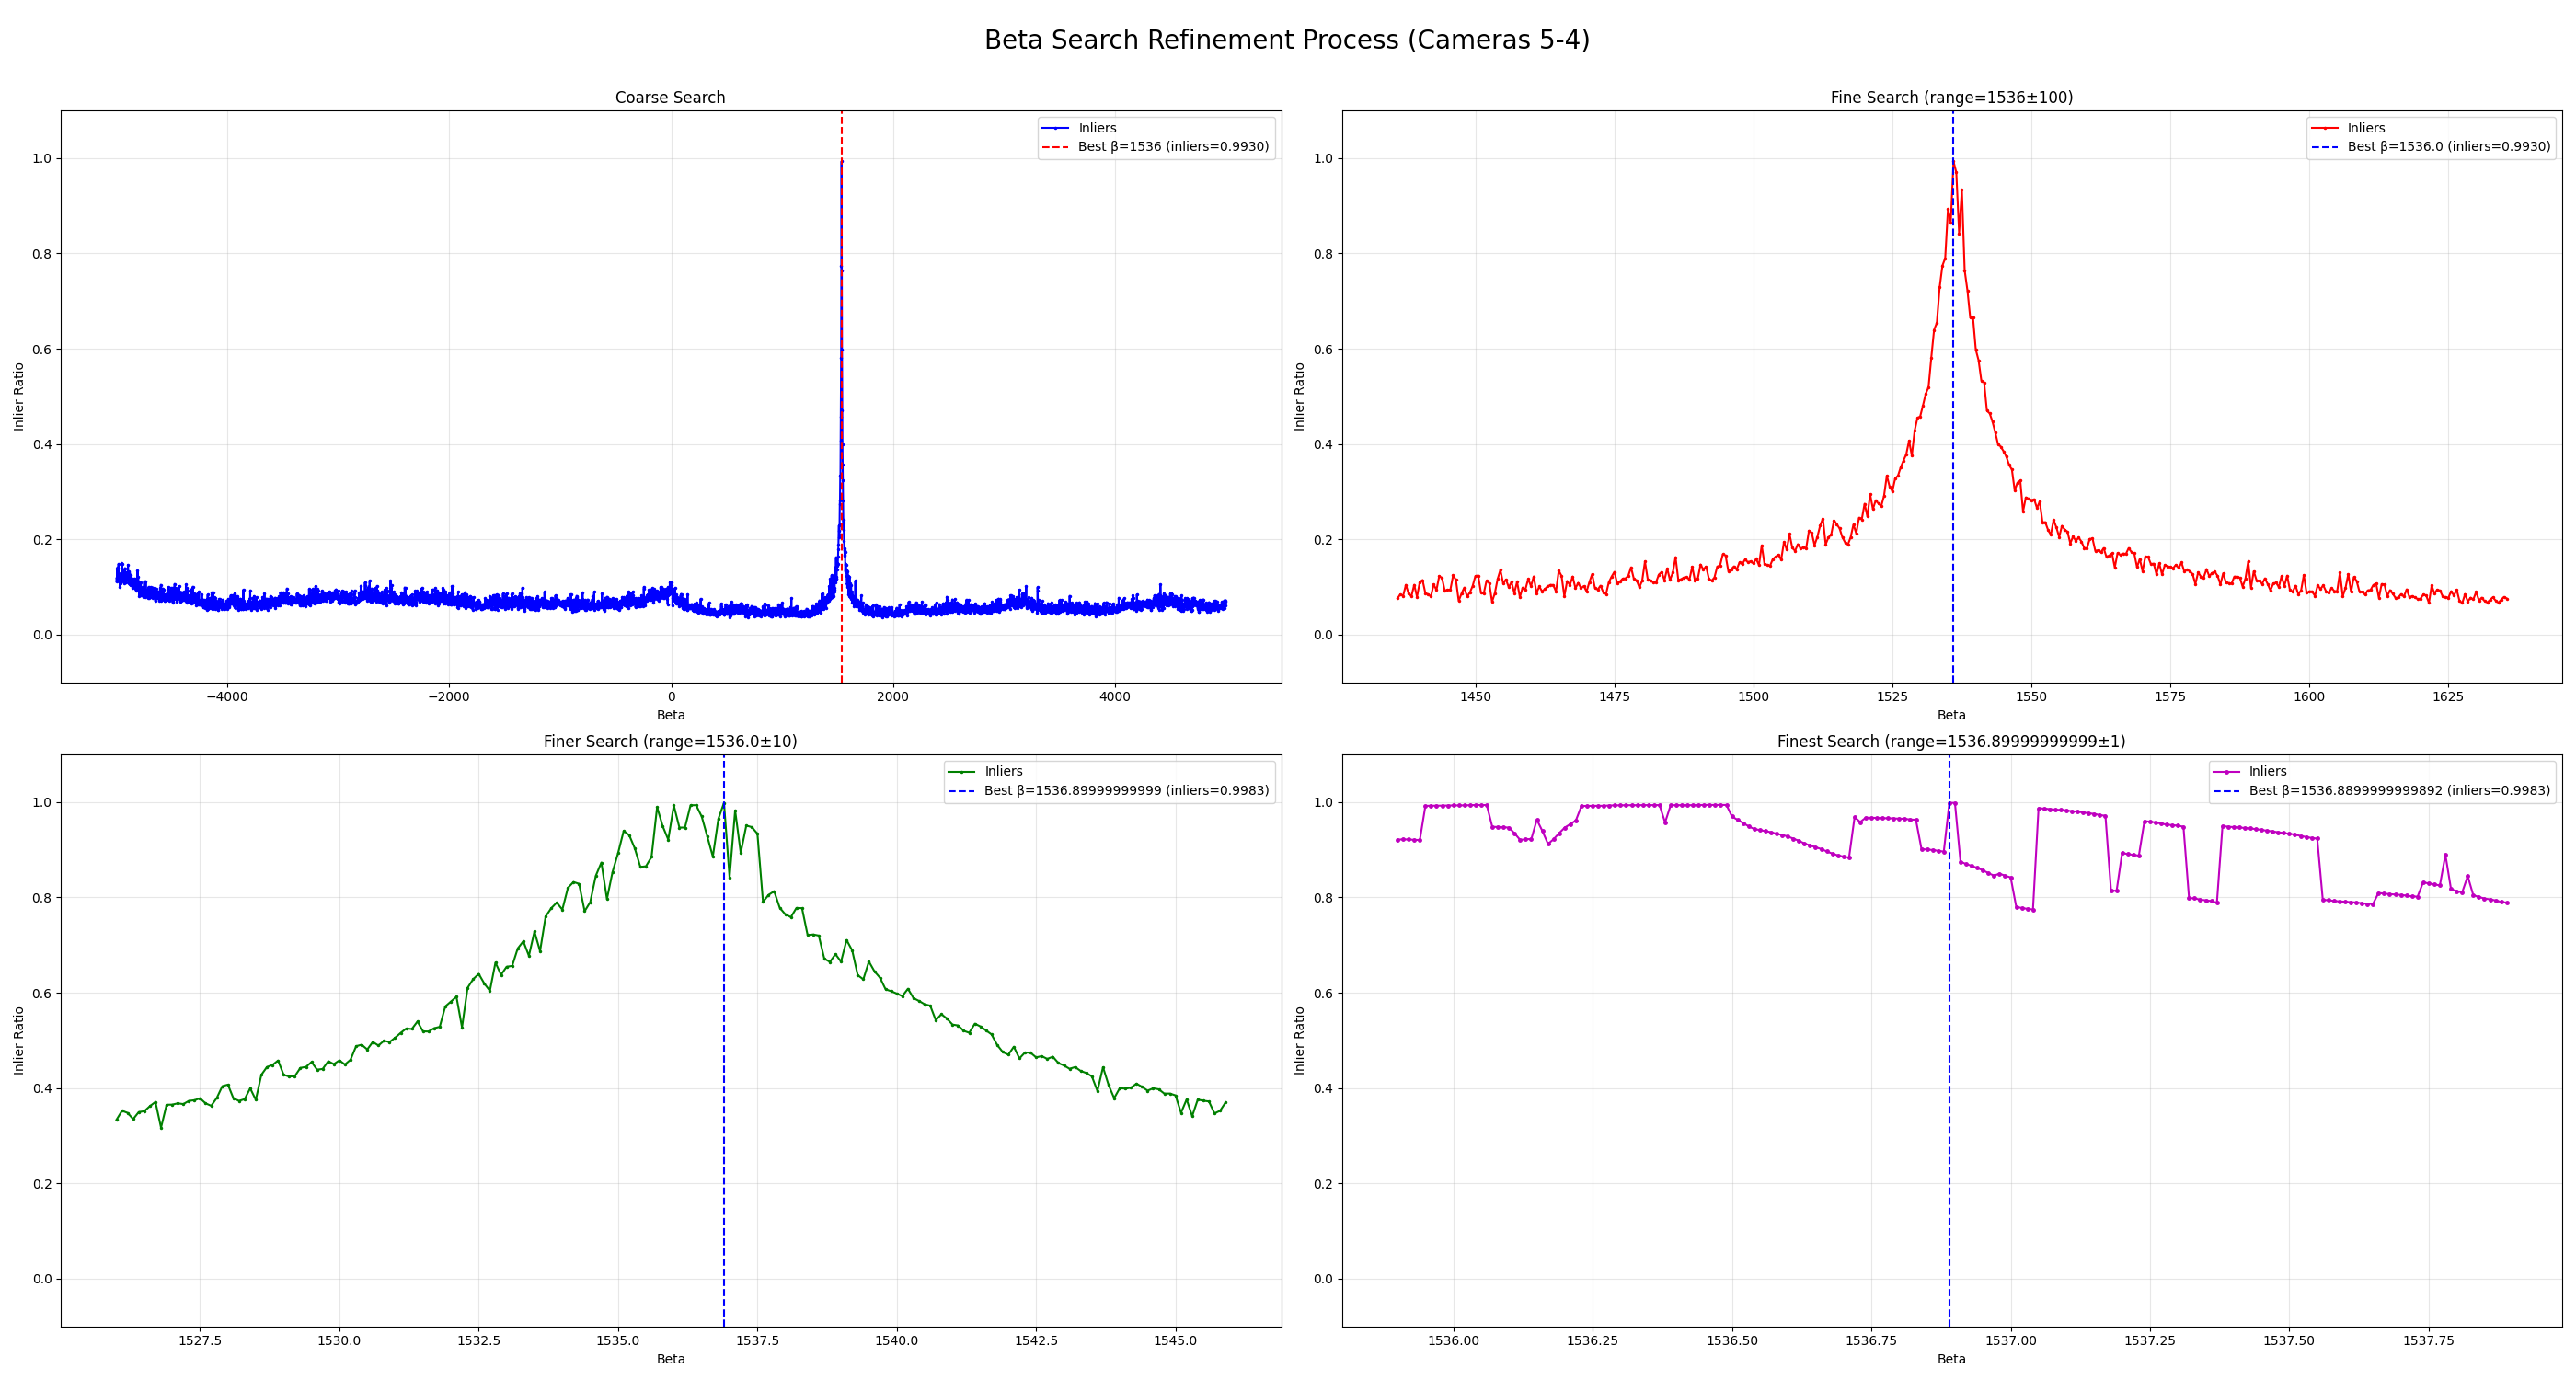 Beta Search Refinement Process (Cameras 5-4)
Coarse Search
Inliers
Best β=1536 (inliers=0.9930)
Inlier Ratio
1.0
0.8
0.6
0.4
0.2
0.0
−4000 −2000 0 2000 4000
Beta
Fine Search (range=1536±100)
Inliers
Best β=1536.0 (inliers=0.9930)
Inlier Ratio
1.0
0.8
0.6
0.4
0.2
0.0
1450 1475 1500 1525 1550 1575 1600 1625
Beta
Finer Search (range=1536.0±10)
Inliers
Best β=1536.89999999999 (inliers=0.9983)
Inlier Ratio
1.0
0.8
0.6
0.4
0.2
0.0
1527.5 1530.0 1532.5 1535.0 1537.5 1540.0 1542.5 1545.0
Beta
Finest Search (range=1536.89999999999±1)
Inliers
Best β=1536.8899999999892 (inliers=0.9983)
Inlier Ratio
1.0
0.8
0.6
0.4
0.2
0.0
1536.00 1536.25 1536.50 1536.75 1537.00 1537.25 1537.50 1537.75
Beta